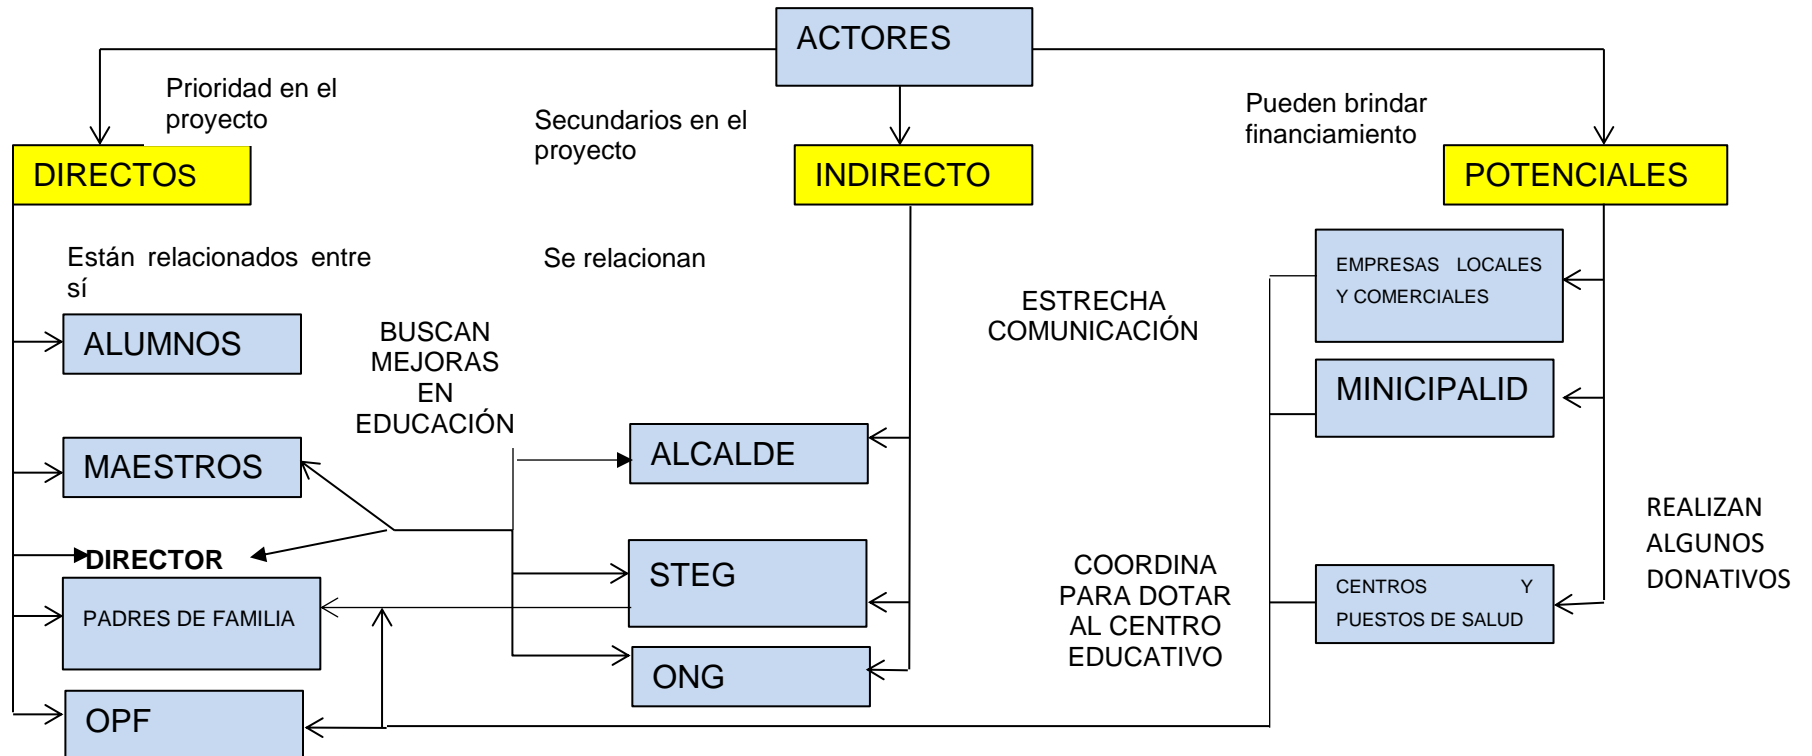 ACTORES
Prioridad en el
proyecto
Secundarios en el
proyecto
Pueden brindar
financiamiento
DIRECTOS
INDIRECTO
POTENCIALES
Están relacionados entre
sí
Se relacionan
EMPRESAS LOCALES
Y COMERCIALES
ESTRECHA
COMUNICACIÓN
ALUMNOS
BUSCAN
MEJORAS
EN
EDUCACIÓN
MINICIPALID
MAESTROS
ALCALDE
REALIZAN
ALGUNOS
DONATIVOS
DIRECTOR
STEG
COORDINA
PARA DOTAR
AL CENTRO
EDUCATIVO
CENTROS Y
PUESTOS DE SALUD
PADRES DE FAMILIA
ONG
OPF